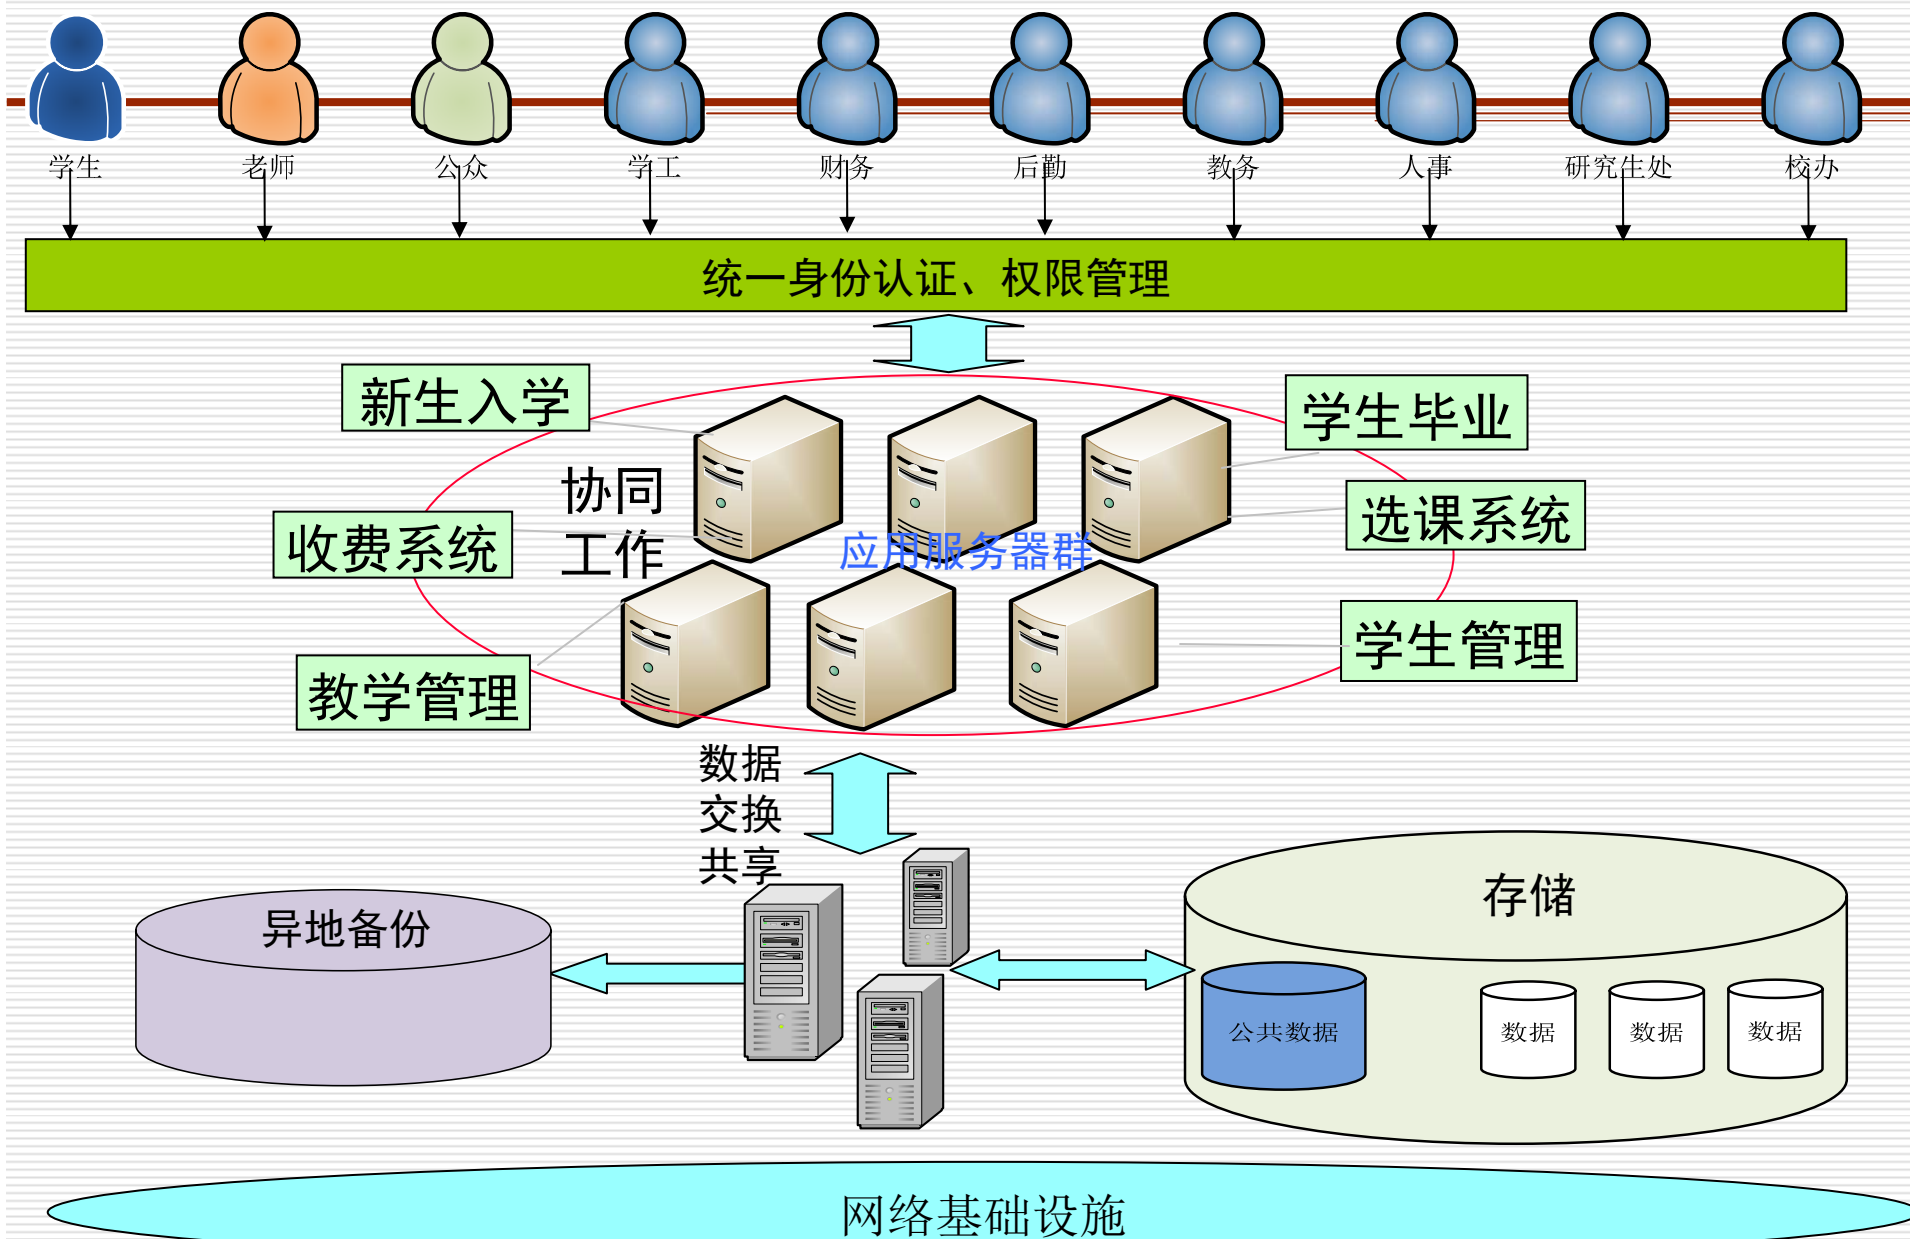 学生
老师
公众
学工
财务
后勤
教务
人事
研究生处
校办
统一身份认证、权限管理
新生入学
学生毕业
协同
工作
收费系统
选课系统
应用服务器群
教学管理
学生管理
数据
交换
共享
异地备份
存储
公共数据
数据
数据
数据
网络基础设施